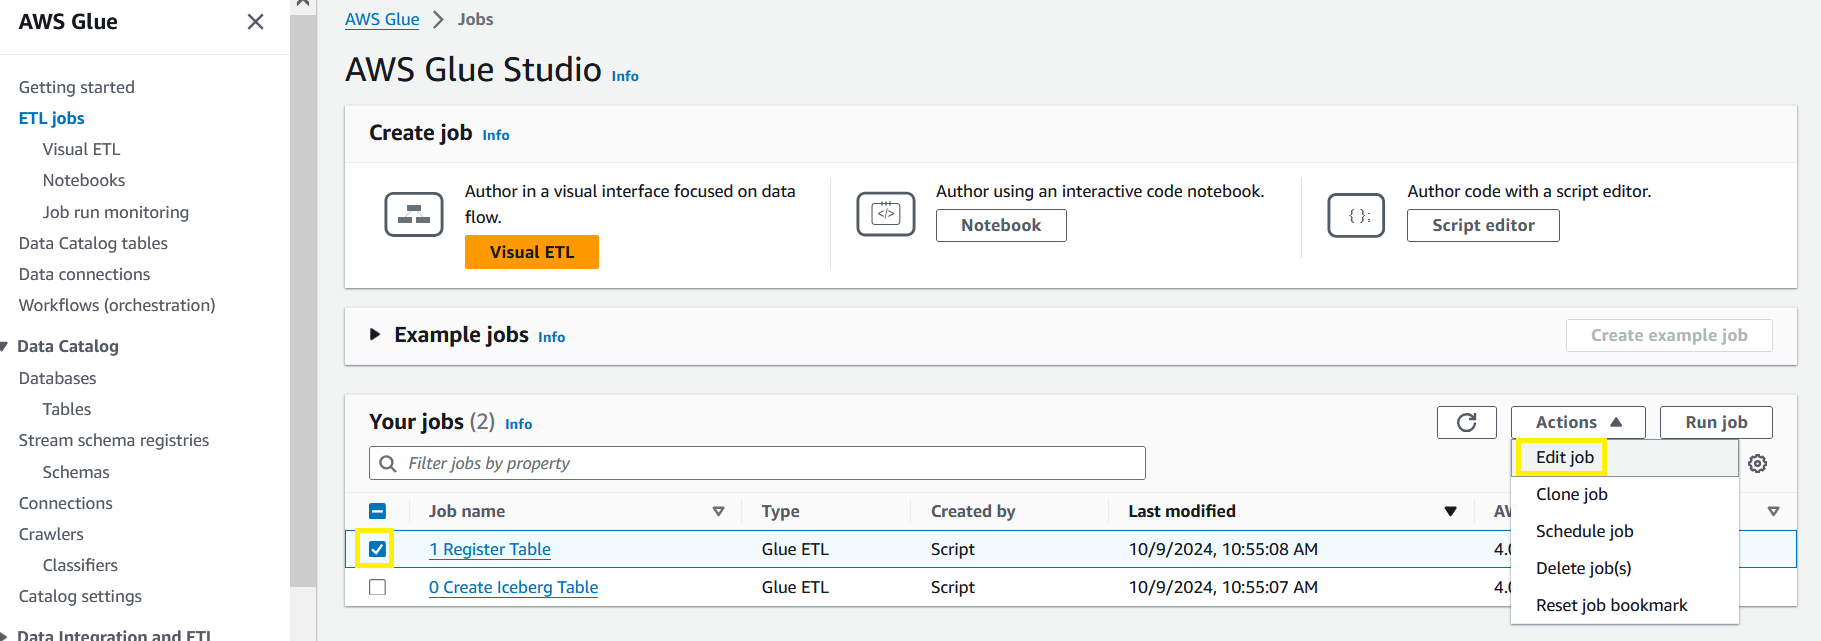 AWS Glue
Getting started
ETL jobs
Visual ETL
Notebooks
Job run monitoring
Data Catalog tables
Data connections
Workflows (orchestration)
Data Catalog
Databases
Tables
Stream schema registries
Schemas
Connections
Crawlers
Classifiers
Catalog settings
Data Integration and ETL
AWS Glue > Jobs
AWS Glue Studio Info
Create job Info
Author in a visual interface focused on data
flow.
Visual ETL
Author using an interactive code notebook.
Notebook
Author code with a script editor.
Script editor
Example jobs Info
Create example job
Your jobs (2) Info
Actions
Run job
Filter jobs by property
Edit job
Clone job
Schedule job
Delete job(s)
Reset job bookmark
Job name Type Created by Last modified
1 Register Table Glue ETL Script 10/9/2024, 10:55:08 AM
0 Create Iceberg Table Glue ETL Script 10/9/2024, 10:55:07 AM